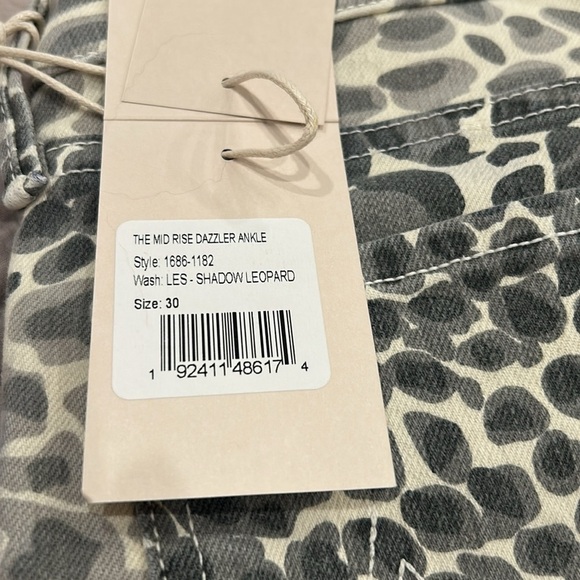 THE MID RISE DAZZLER ANKLE
Style: 1686-1182
Wash: LES - SHADOW LEOPARD
Size: 30
1 92411 48617 4